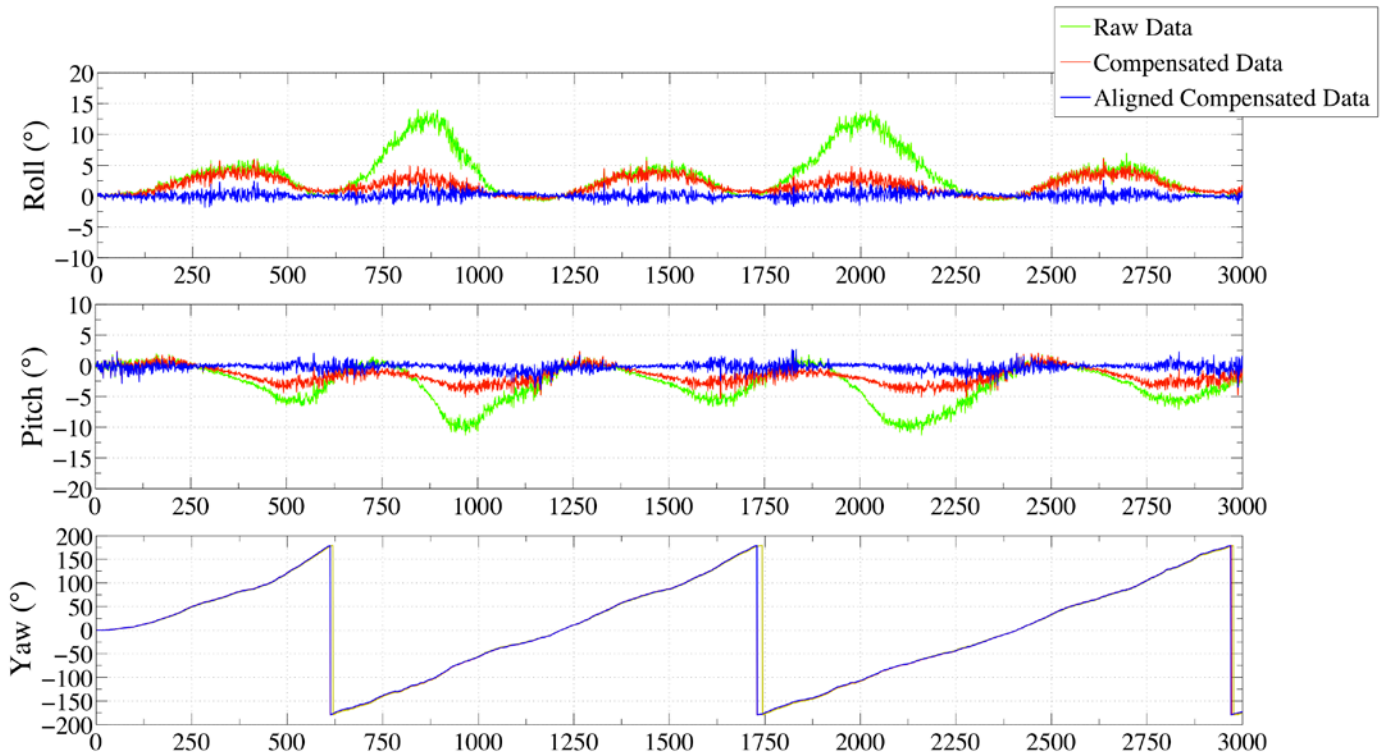 Raw Data
Compensated Data
Aligned Compensated Data
Roll (°)
20
15
10
5
0
−5
−10
0 250 500 750 1000 1250 1500 1750 2000 2250 2500 2750 3000
Pitch (°)
10
5
0
−5
−10
−15
−20
0 250 500 750 1000 1250 1500 1750 2000 2250 2500 2750 3000
Yaw (°)
200
150
100
50
0
−50
−100
−150
−200
0 250 500 750 1000 1250 1500 1750 2000 2250 2500 2750 3000